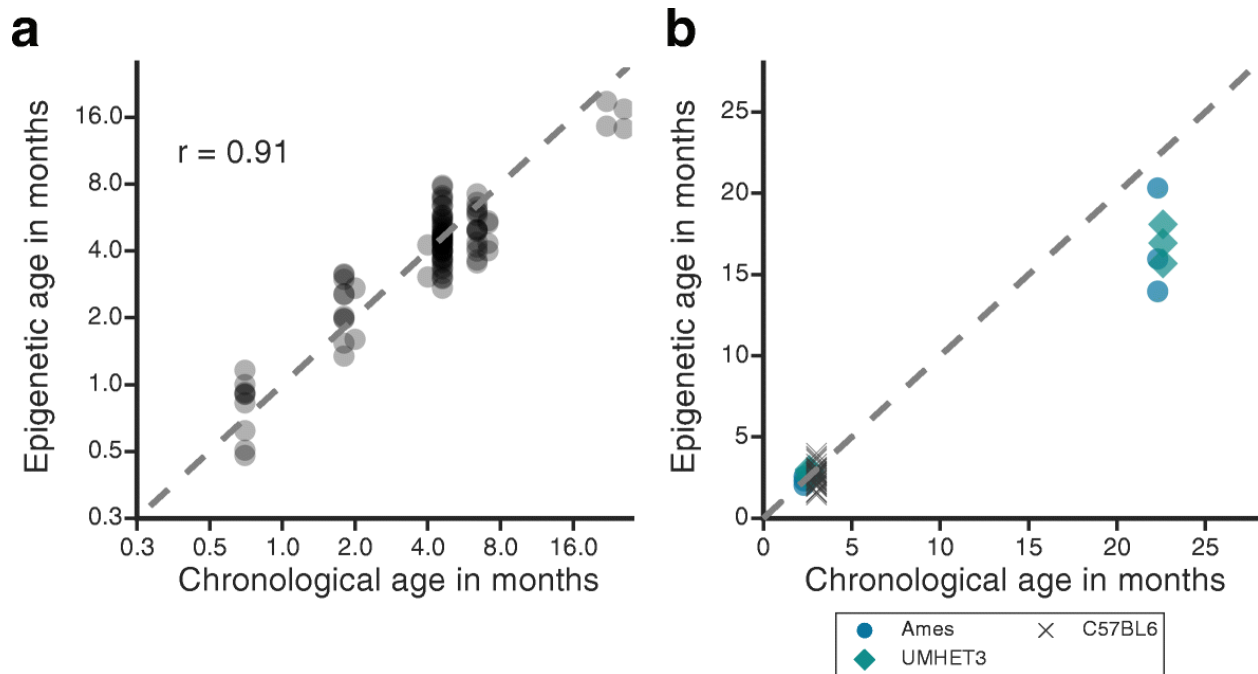 a
Epigenetic age in months
16.0
8.0
4.0
2.0
1.0
0.5
0.3
r = 0.91
0.3 0.5 1.0 2.0 4.0 8.0 16.0
Chronological age in months
b
Epigenetic age in months
25
20
15
10
5
0
0 5 10 15 20 25
Chronological age in months
Ames C57BL6
UMHET3